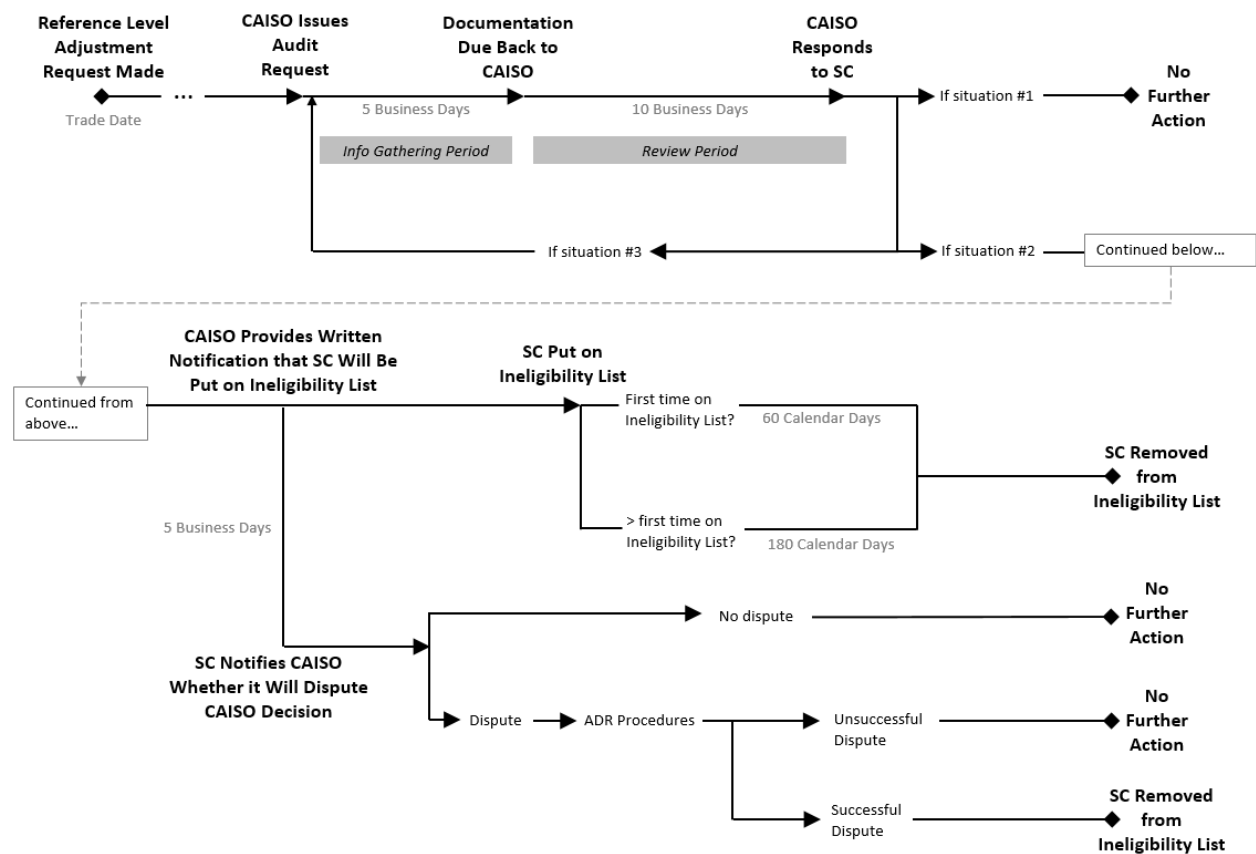 Reference Level
Adjustment
Request Made
CAISO Issues
Audit
Request
Documentation
Due Back to
CAISO
CAISO
Responds
to SC
No
Further
Action
...
If situation #1
Trade Date
5 Business Days
10 Business Days
Info Gathering Period
Review Period
If situation #3
If situation #2
Continued below...
CAISO Provides Written
Notification that SC Will Be
Put on Ineligibility List
SC Put on
Ineligibility List
Continued from
above...
First time on
Ineligibility List?
60 Calendar Days
SC Removed
from
Ineligibility List
5 Business Days
> first time on
Ineligibility List?
180 Calendar Days
No dispute
No
Further
Action
SC Notifies CAISO
Whether it Will Dispute
CAISO Decision
Dispute
ADR Procedures
Unsuccessful
Dispute
No
Further
Action
Successful
Dispute
SC Removed
from
Ineligibility List